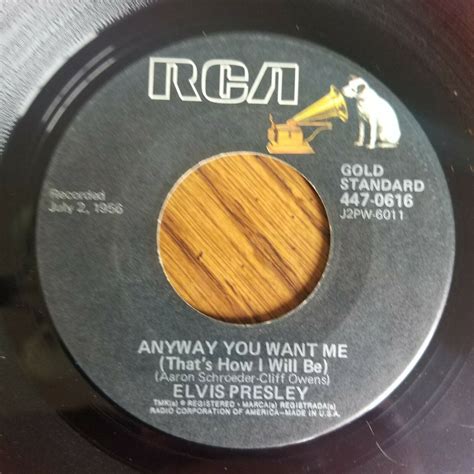 RCA
Recorded
July 2, 1956
GOLD
STANDARD
447-0616
J2PW-6011
ANYWAY YOU WANT ME
(That's How I Will Be)
(Aaron Schroeder-Cliff Owens)
ELVIS PRESLEY
TMK(s) ® REGISTERED • MARCA(s) REGISTRADA(s)
RADIO CORPORATION OF AMERICA–MADE IN U.S.A.